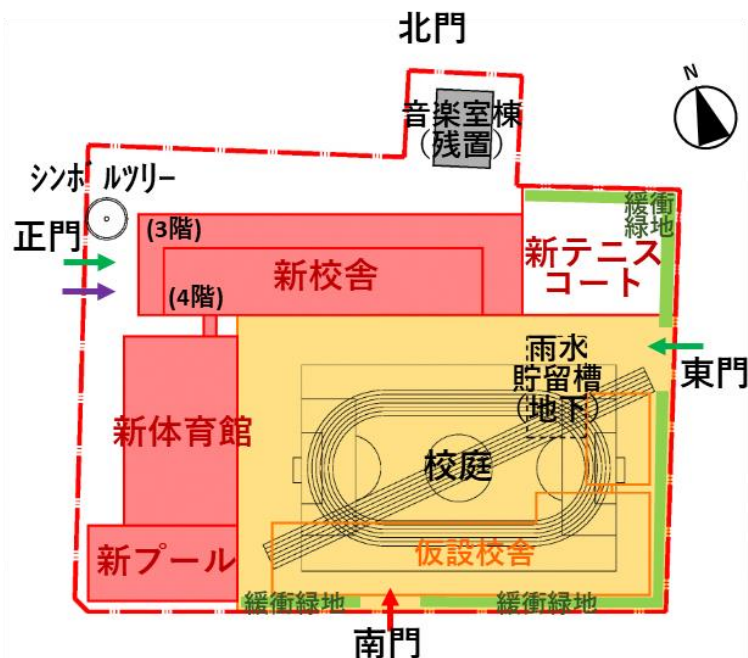 北門
N
音楽室棟
(残置)
シンボルツリー
緩衝
緑地
正門
(3階)
新テニス
コート
新校舎
(4階)
雨水
貯留槽
(地下)
東門
新体育館
校庭
仮設校舎
新プール
緩衝緑地
緩衝緑地
南門